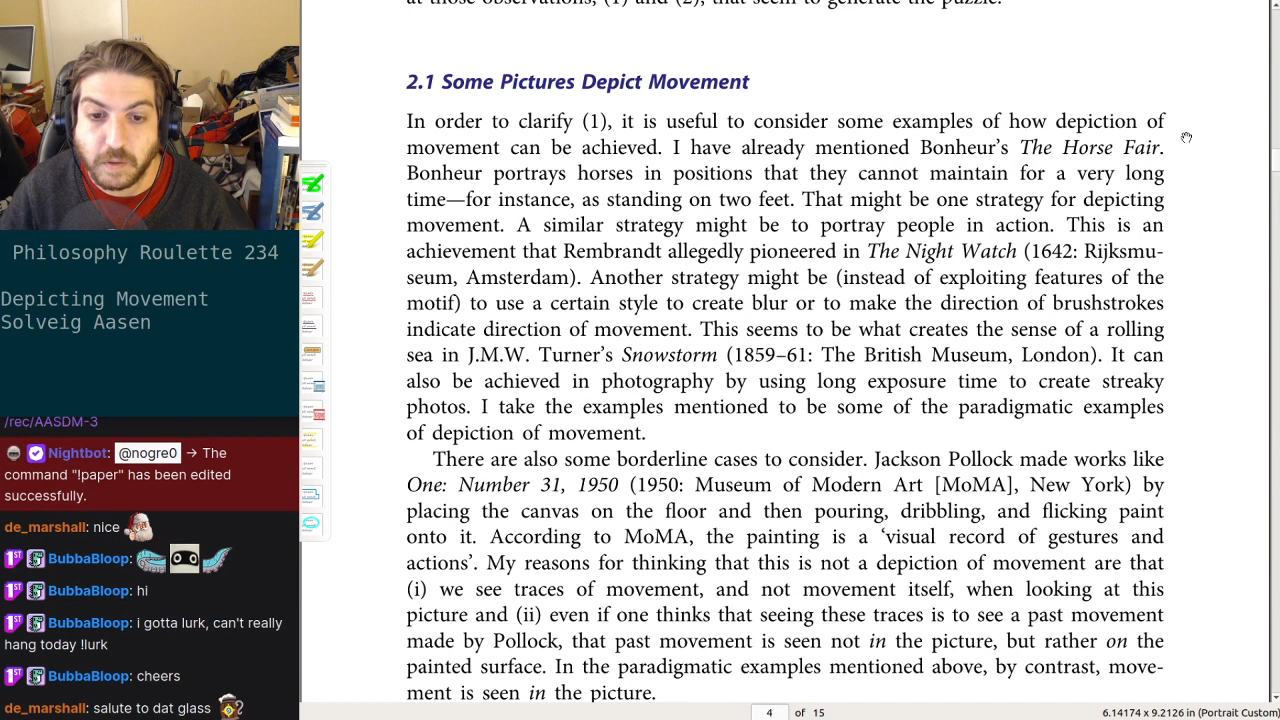 at those observations, (1) and (2), that seem to generate the puzzle.
2.1 Some Pictures Depict Movement
In order to clarify (1), it is useful to consider some examples of how depiction of
movement can be achieved. I have already mentioned Bonheur's The Horse Fair.
Bonheur portrays horses in positions that they cannot maintain for a very long
time—for instance, as standing on two feet. That might be one strategy for depicting
movement. A similar strategy might be to portray people in action. This is an
achievement that Rembrandt allegedly pioneered in The Night Watch (1642: Rijksmu-
seum, Amsterdam). Another strategy might be (instead of exploiting features of the
motif) to use a certain style to create blur or to make the direction of brush strokes
indicate direction of movement. This seems to be what creates the sense of a rolling
sea in J.M.W. Turner's Snowstorm (1859–61: The British Museum, London). It can
also be achieved in photography by using long exposure time to create streaky
photos. I take the examples mentioned to be some of the paradigmatic examples
of depiction of movement.
There are also some borderline cases to consider. Jackson Pollock made works like
One: Number 31, 1950 (1950: Museum of Modern Art [MoMA], New York) by
placing the canvas on the floor and then pouring, dribbling, and flicking paint
onto it. According to MoMA, the painting is a 'visual record of gestures and
actions'. My reasons for thinking that this is not a depiction of movement are that
(i) we see traces of movement, and not movement itself, when looking at this
picture and (ii) even if one thinks that seeing these traces is to see a past movement
made by Pollock, that past movement is seen not in the picture, but rather on the
painted surface. In the paradigmatic examples mentioned above, by contrast, move-
ment is seen in the picture.
4 of 15
6.14174 x 9.2126 in (Portrait Custom)
Philosophy Roulette 234
Depicting Movement
Solveig Aasen
/rec/AASDM-3
Nightbot: @nogre0 → The
command "!paper" has been edited
successfully.
de_marshall: nice
1ST BubbaBloop:
1ST BubbaBloop: hi
1ST BubbaBloop: i gotta lurk, can't really
hang today !lurk
1ST BubbaBloop: cheers
de_marshall: salute to dat glass